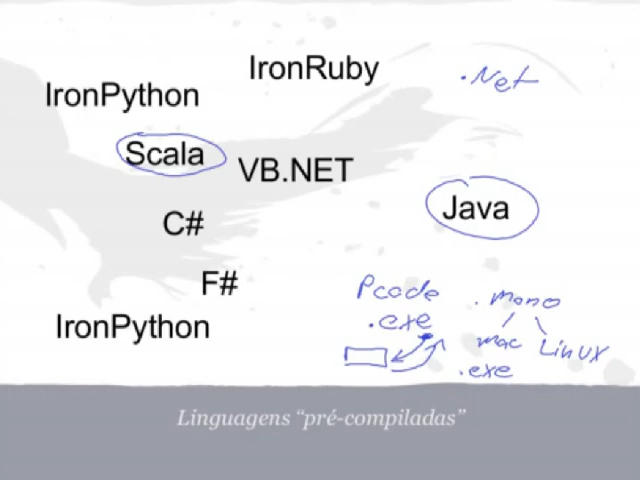 IronRuby
.Net
IronPython
Scala
VB.NET
Java
C#
F#
Pcode
. mono
IronPython
.exe
mac
LinUX
.exe
Linguagens “pré-compiladas”